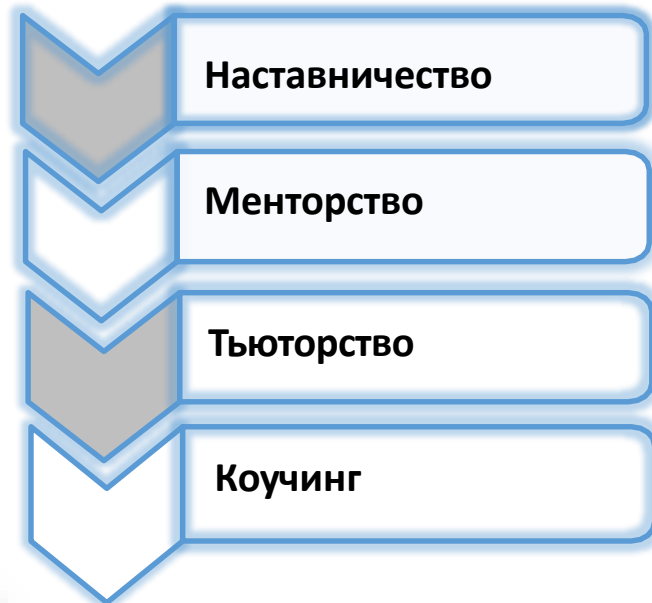 Наставничество
Менторство
Тьюторство
Коучинг